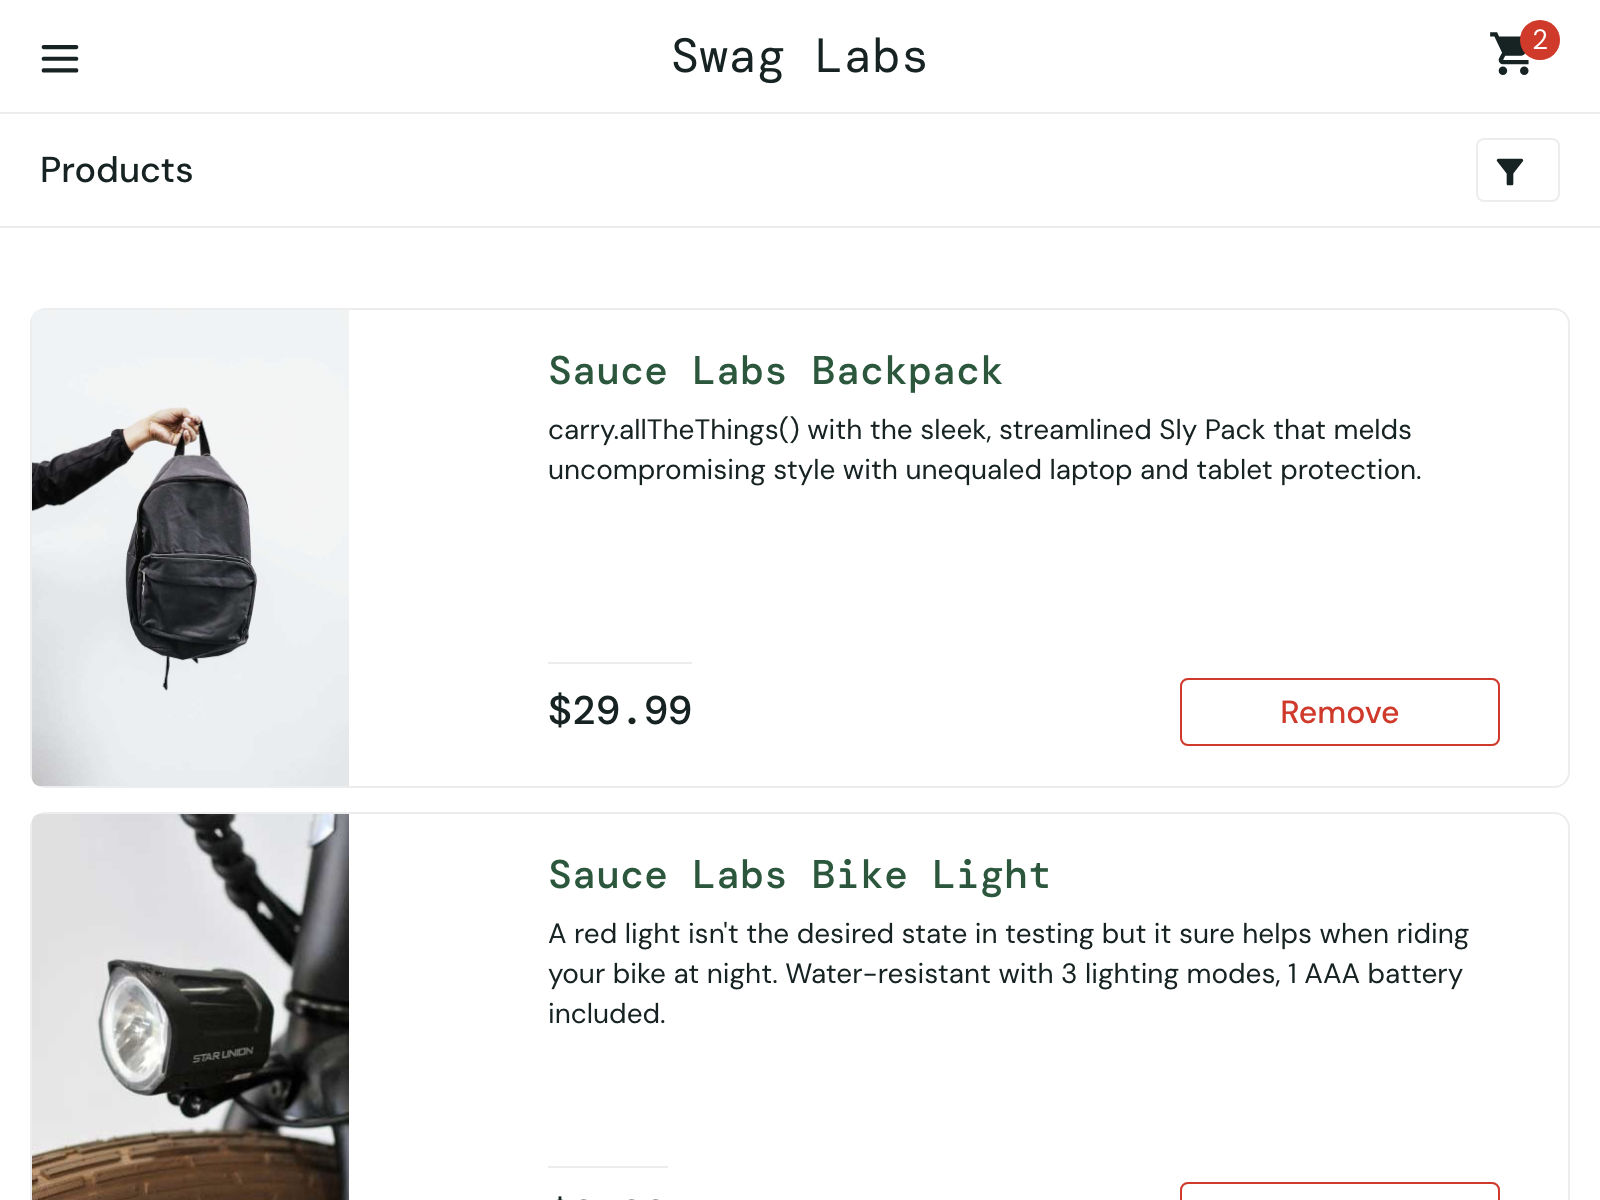 Swag Labs
2
Products
Sauce Labs Backpack
carry.allTheThings() with the sleek, streamlined Sly Pack that melds
uncompromising style with unequaled laptop and tablet protection.
$29.99
Remove
Sauce Labs Bike Light
A red light isn't the desired state in testing but it sure helps when riding
your bike at night. Water-resistant with 3 lighting modes, 1 AAA battery
included.
STAR UNION